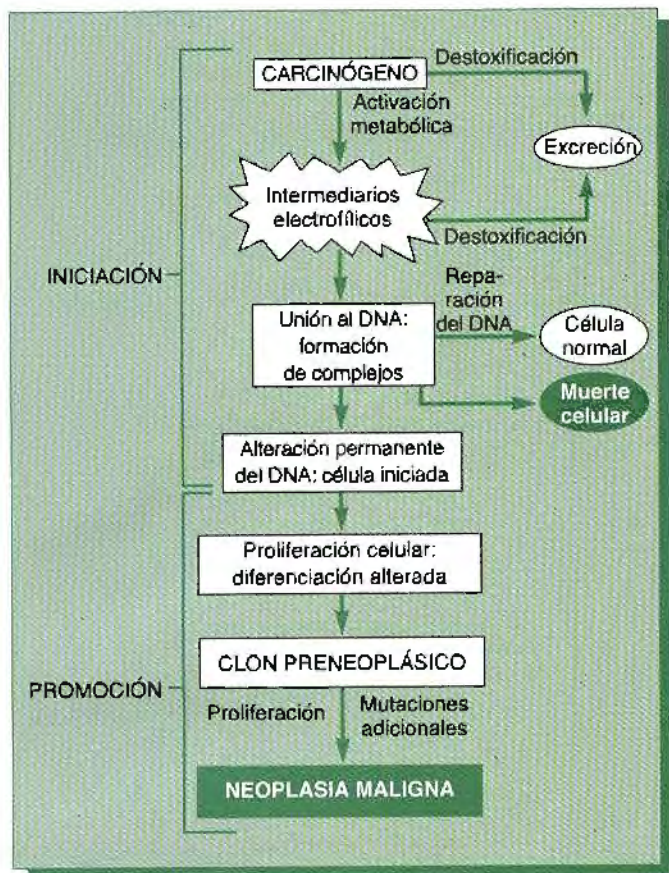 Destoxificación
CARCINÓGENO
Activación
metabólica
Excreción
Intermediarios
electrofílicos
Destoxificación
INICIACIÓN
Repa-
ración
del DNA
Unión al DNA:
formación
de complejos
Célula
normal
Muerte
celular
Alteración permanente
del DNA: célula iniciada
Proliferación celular:
diferenciación alterada
CLON PRENEOPLÁSICO
PROMOCIÓN
Proliferación
Mutaciones
adicionales
NEOPLASIA MALIGNA